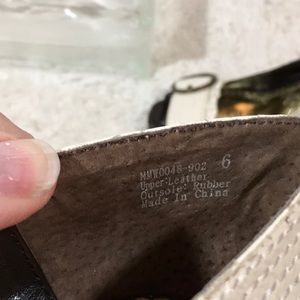 NMW0048-902 6
Upper:Leather
Outsole: Rubber
Made In China